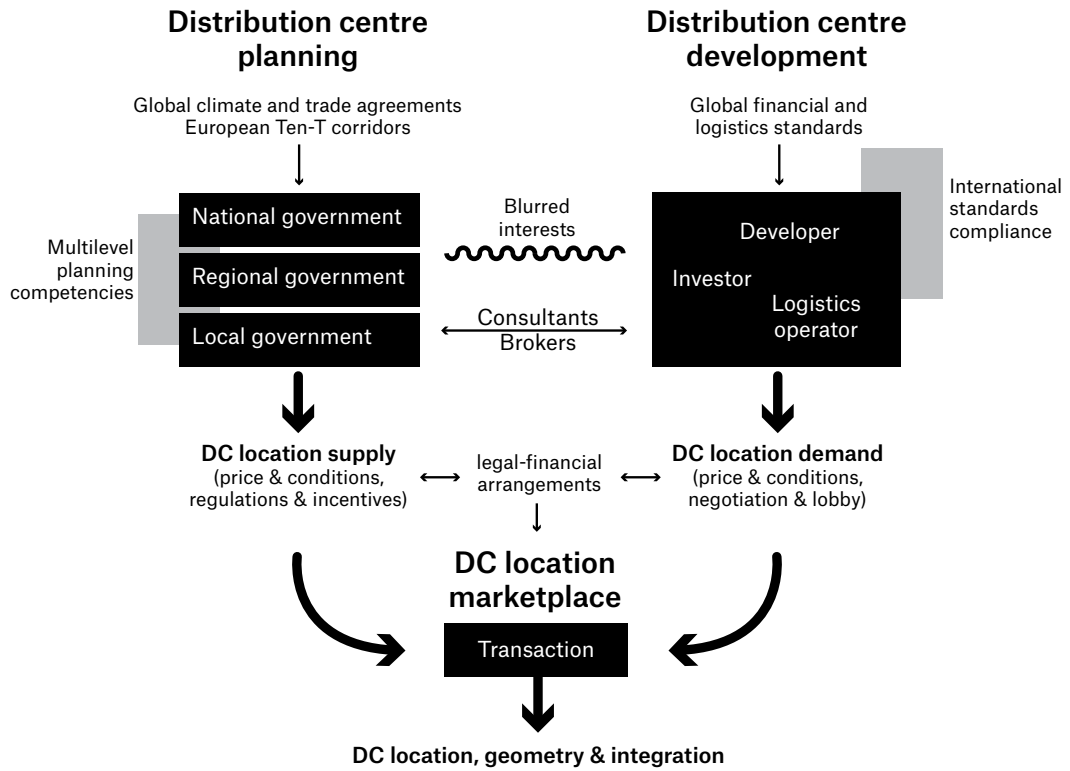 Distribution centre
planning
Distribution centre
development
Global climate and trade agreements
European Ten-T corridors
Global financial and
logistics standards
National government
Regional government
Local government
Multilevel
planning
competencies
Blurred
interests
Consultants
Brokers
Developer
Investor
Logistics
operator
International
standards
compliance
DC location supply
(price & conditions,
regulations & incentives)
legal-financial
arrangements
DC location demand
(price & conditions,
negotiation & lobby)
DC location
marketplace
Transaction
DC location, geometry & integration